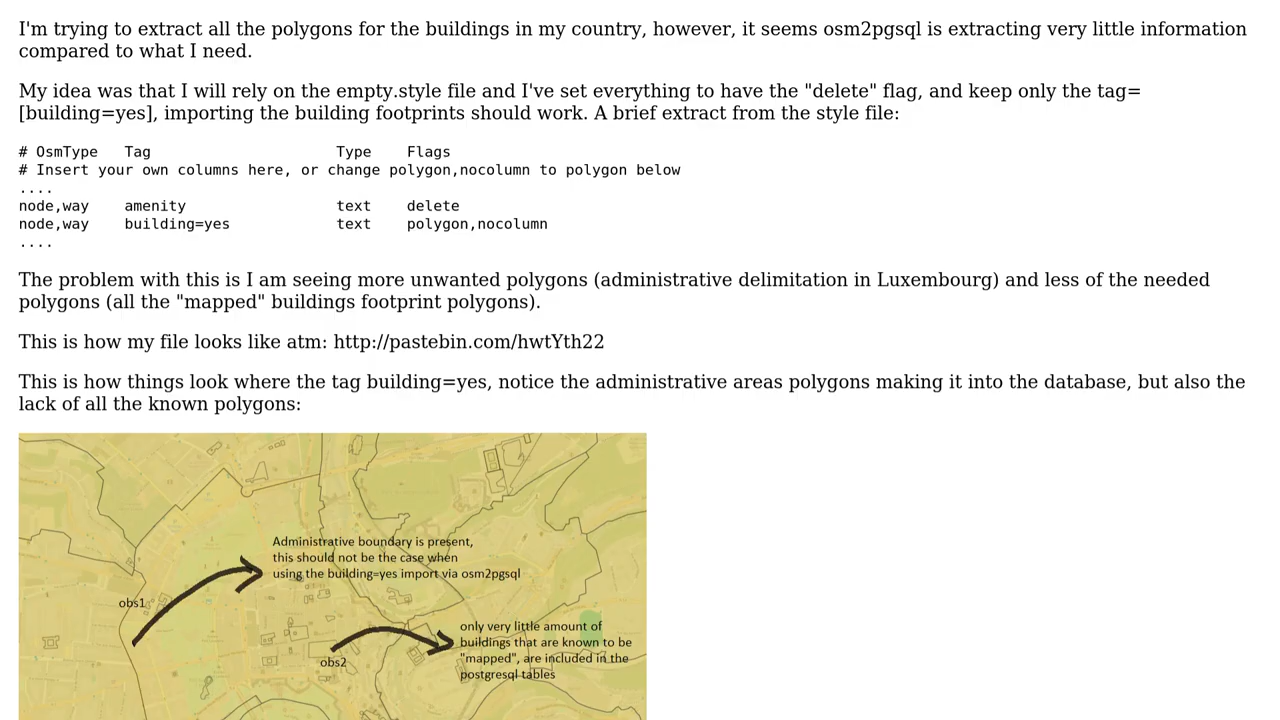 I'm trying to extract all the polygons for the buildings in my country, however, it seems osm2pgsql is extracting very little information
compared to what I need.
My idea was that I will rely on the empty.style file and I've set everything to have the "delete" flag, and keep only the tag=
[building=yes], importing the building footprints should work. A brief extract from the style file:
# OsmType   Tag                     Type    Flags
# Insert your own columns here, or change polygon,nocolumn to polygon below
....
node,way    amenity                 text    delete
node,way    building=yes            text    polygon,nocolumn
....
The problem with this is I am seeing more unwanted polygons (administrative delimitation in Luxembourg) and less of the needed
polygons (all the "mapped" buildings footprint polygons).
This is how my file looks like atm: http://pastebin.com/hwtYth22
This is how things look where the tag building=yes, notice the administrative areas polygons making it into the database, but also the
lack of all the known polygons:
Administrative boundary is present,
this should not be the case when
using the building=yes import via osm2pgsql
obs1
only very little amount of
buildings that are known to be
"mapped", are included in the
postgresql tables
obs2